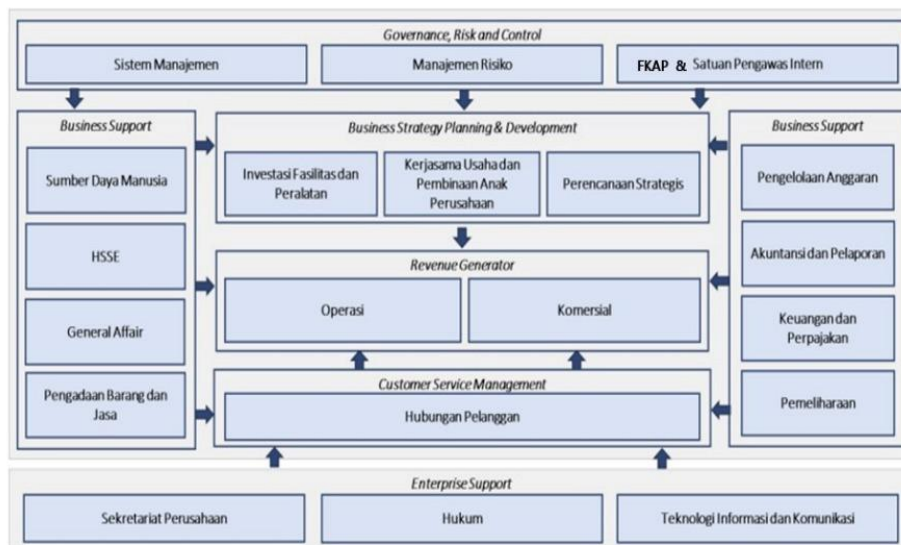 Governance, Risk and Control
Sistem Manajemen
Manajemen Risiko
FKAP & Satuan Pengawas Intern
Business Support
Sumber Daya Manusia
HSSE
General Affair
Pengadaan Barang dan
Jasa
Business Strategy Planning & Development
Investasi Fasilitas dan
Peralatan
Kerjasama Usaha dan
Pembinaan Anak
Perusahaan
Perencanaan Strategis
Revenue Generator
Operasi
Komersial
Customer Service Management
Hubungan Pelanggan
Business Support
Pengelolaan Anggaran
Akuntansi dan Pelaporan
Keuangan dan
Perpajakan
Pemeliharaan
Enterprise Support
Sekretariat Perusahaan
Hukum
Teknologi Informasi dan Komunikasi